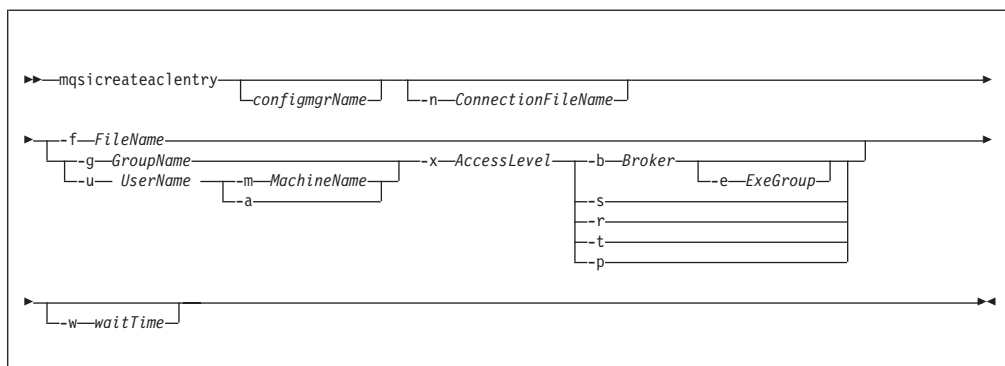 mqsicreateaclentry configmgrName -n ConnectionFileName
-f FileName
-g GroupName -x AccessLevel -b Broker
-u UserName -m MachineName -e ExeGroup
-a -s
-r
-t
-p
-w waitTime